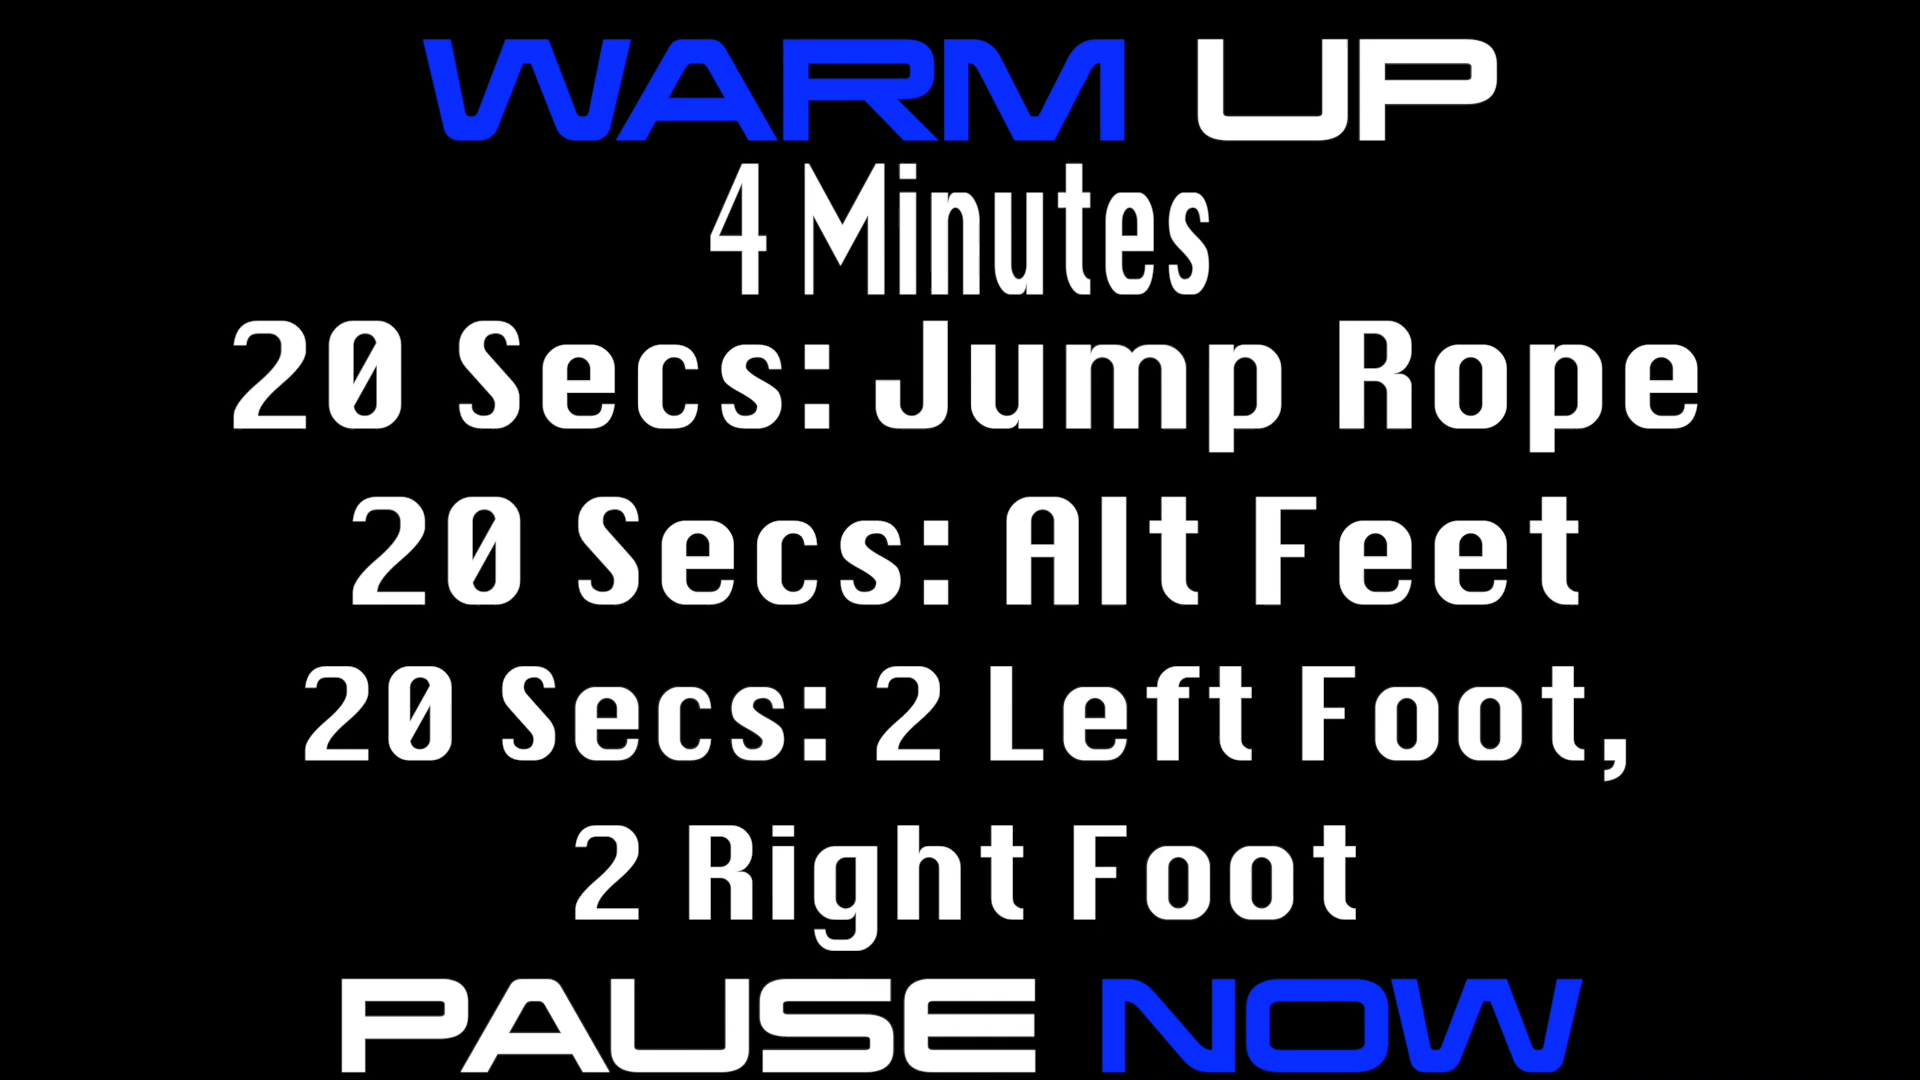 WARM UP
4 Minutes
20 Secs: Jump Rope
20 Secs: Alt Feet
20 Secs: 2 Left Foot,
2 Right Foot
PAUSE NOW